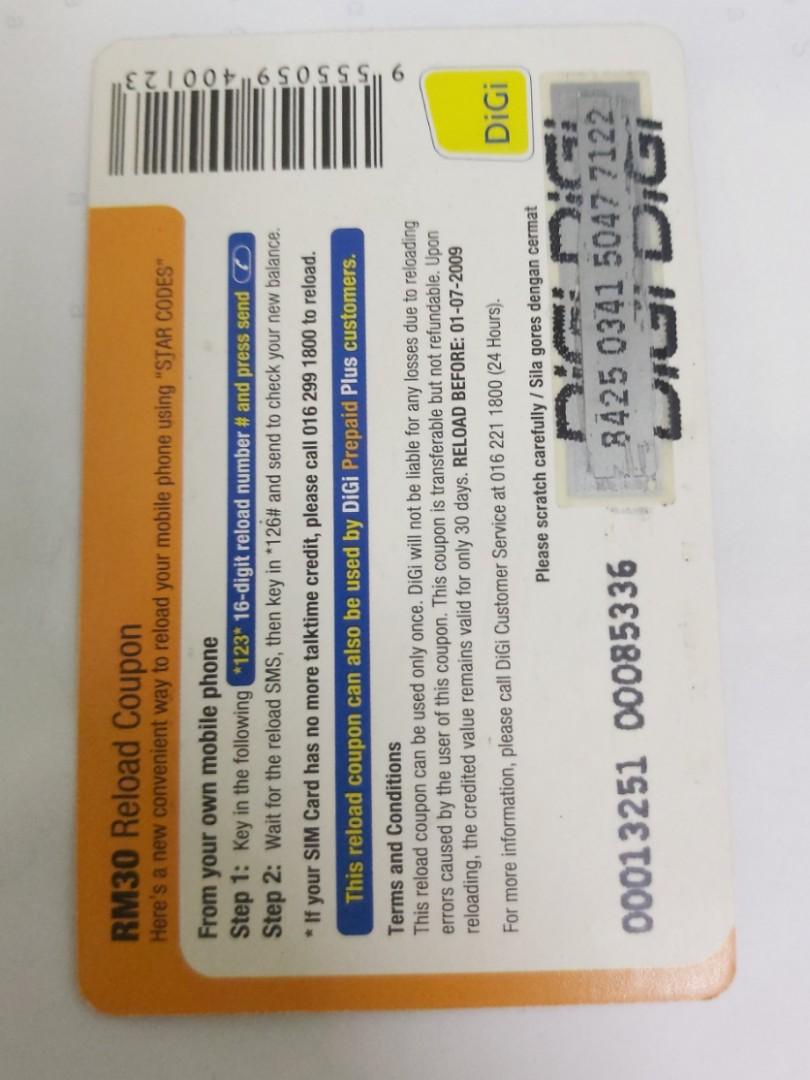 RM30 Reload Coupon
Here's a new convenient way to reload your mobile phone using "STAR CODES"
From your own mobile phone
Step 1: Key in the following *123* 16-digit reload number # and press send
Step 2: Wait for the reload SMS, then key in *126# and send to check your new balance.
* If your SIM Card has no more talktime credit, please call 016 299 1800 to reload.
This reload coupon can also be used by DiGi Prepaid Plus customers.
Terms and Conditions
This reload coupon can be used only once. DiGi will not be liable for any losses due to reloading
errors caused by the user of this coupon. This coupon is transferable but not refundable. Upon
reloading, the credited value remains valid for only 30 days. RELOAD BEFORE: 01-07-2009
For more information, please call DiGi Customer Service at 016 221 1800 (24 Hours).
Please scratch carefully / Sila gores dengan cermat
8425 0341 5047 7122
DiGi DiGi
00013251 00085336
9 555059 400123
DiGi